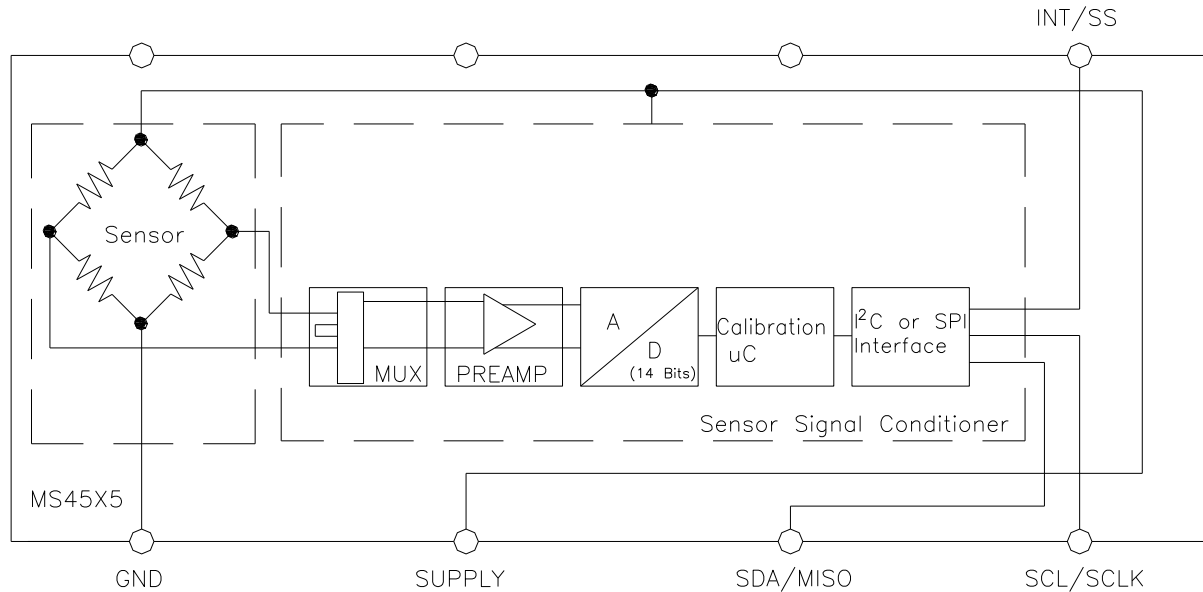 INT/SS
Sensor
MUX
PREAMP
A
D
(14 Bits)
Calibration
uC
I²C or SPI
Interface
Sensor Signal Conditioner
MS45X5
GND
SUPPLY
SDA/MISO
SCL/SCLK